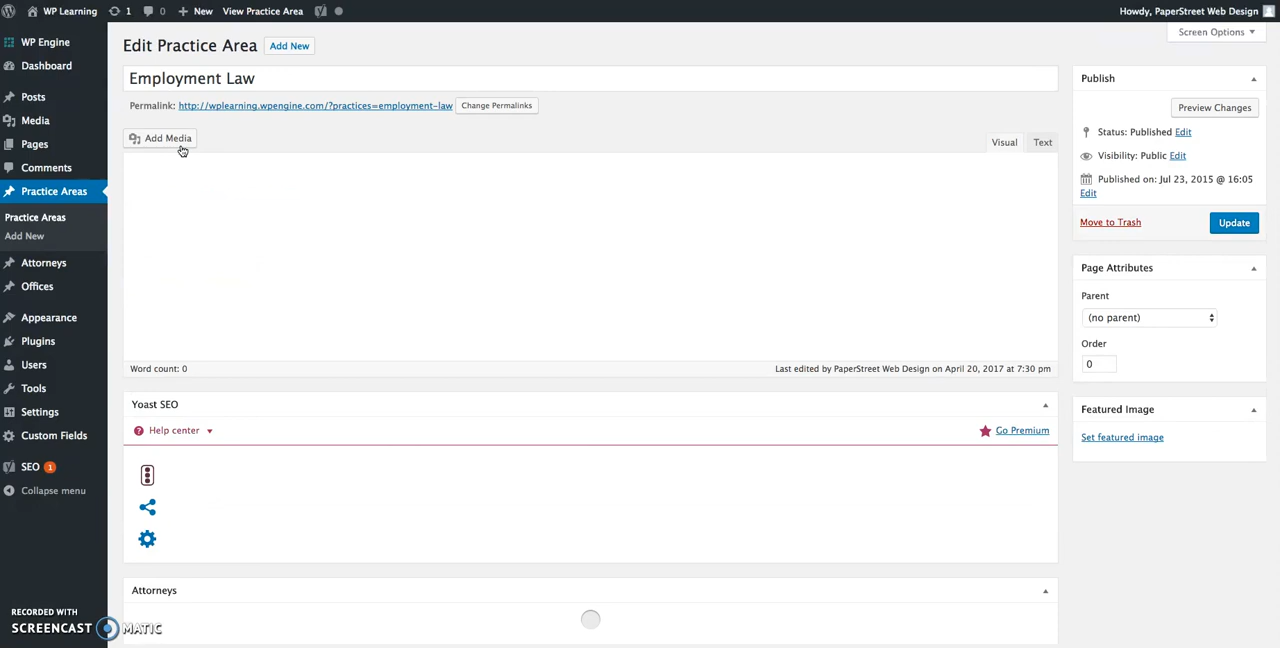 WP Learning 1 0 New View Practice Area Howdy, PaperStreet Web Design
Screen Options
WP Engine
Dashboard
Posts
Media
Pages
Comments
Practice Areas
Practice Areas
Add New
Attorneys
Offices
Appearance
Plugins
Users
Tools
Settings
Custom Fields
SEO 1
Collapse menu
RECORDED WITH
SCREENCAST MATIC
Edit Practice Area Add New
Employment Law
Permalink: http://wplearning.wpengine.com/?practices=employment-law Change Permalinks
Add Media
Visual Text
Word count: 0 Last edited by PaperStreet Web Design on April 20, 2017 at 7:30 pm
Yoast SEO
Help center Go Premium
Attorneys
Publish
Preview Changes
Status: Published Edit
Visibility: Public Edit
Published on: Jul 23, 2015 @ 16:05
Edit
Move to Trash Update
Page Attributes
Parent
(no parent)
Order
0
Featured Image
Set featured image